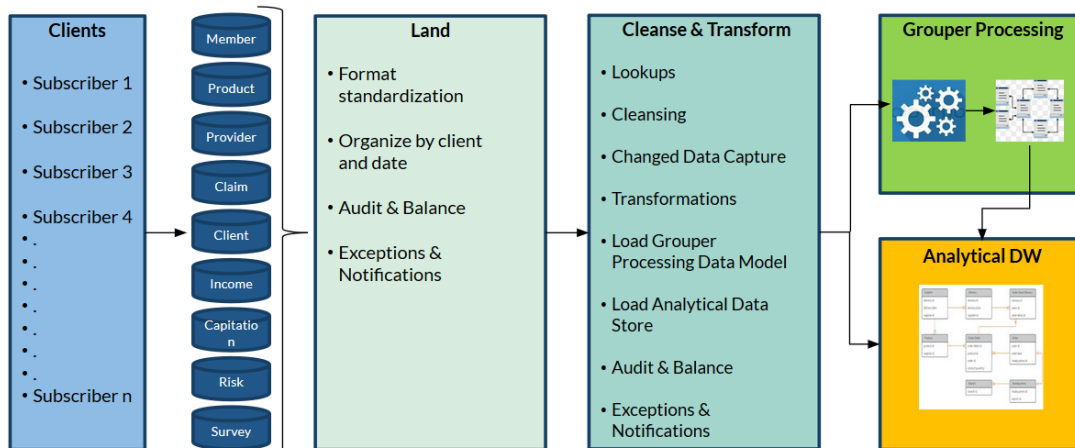 Clients
• Subscriber 1
• Subscriber 2
• Subscriber 3
• Subscriber 4
• .
• .
• .
• .
• .
• .
• .
• Subscriber n
Member
Product
Provider
Claim
Client
Income
Capitatio
n
Risk
Survey
Land
• Format
standardization
• Organize by client
and date
• Audit & Balance
• Exceptions &
Notifications
Cleanse & Transform
• Lookups
• Cleansing
• Changed Data Capture
• Transformations
• Load Grouper
Processing Data Model
• Load Analytical Data
Store
• Audit & Balance
• Exceptions &
Notifications
Grouper Processing
Analytical DW